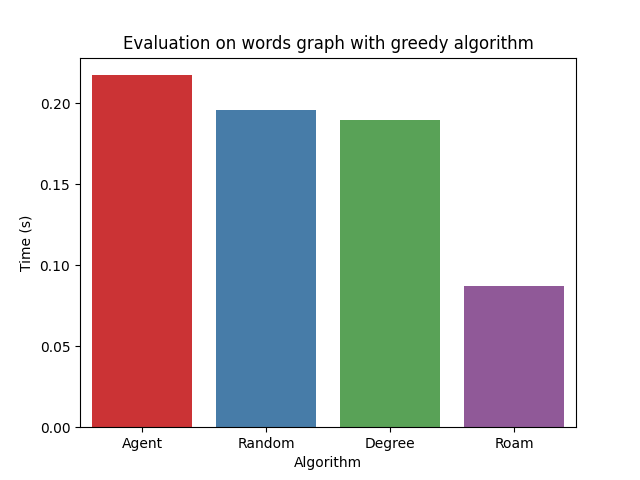 Evaluation on words graph with greedy algorithm
Time (s)
0.20
0.15
0.10
0.05
0.00
Agent Random Degree Roam
Algorithm